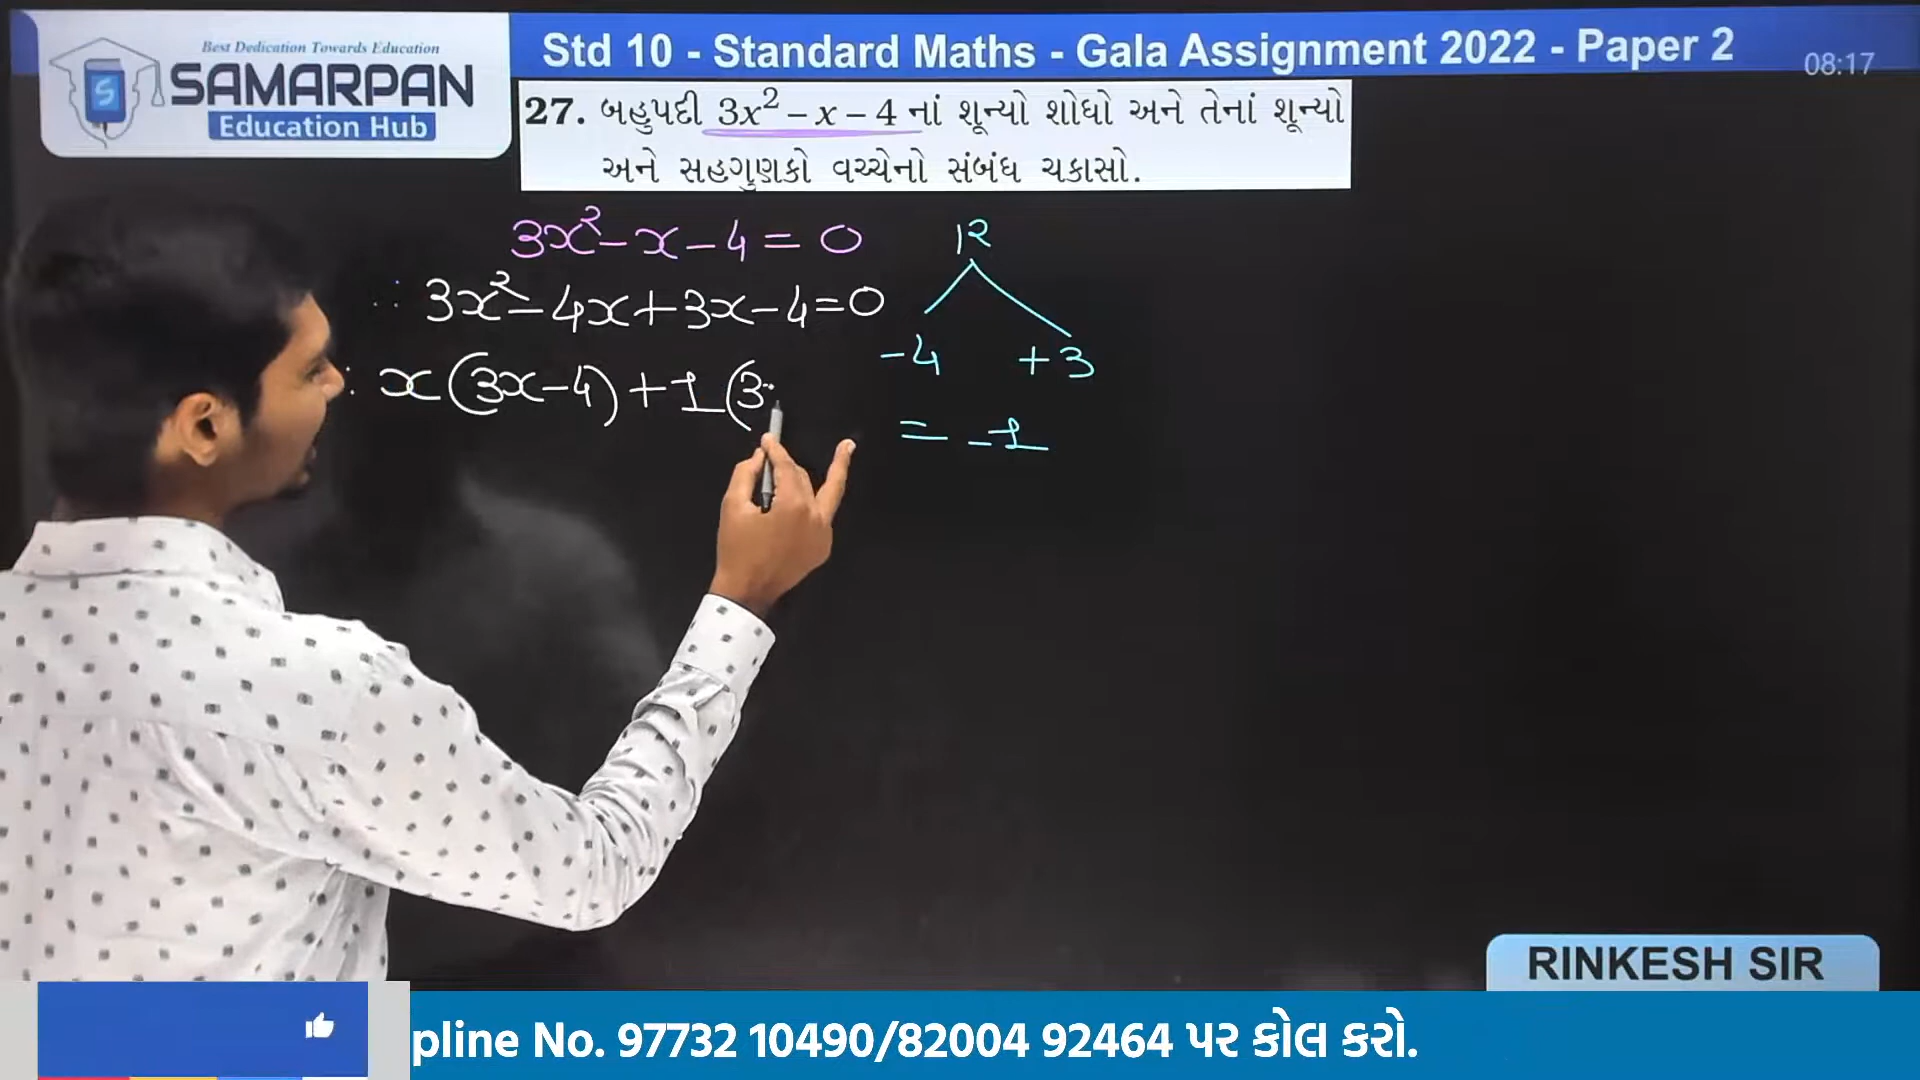 Best Dedication Towards Education
SAMARPAN
Education Hub
Std 10 - Standard Maths - Gala Assignment 2022 - Paper 2
08:17
27. બહુપદી 3x² – x – 4 નાં શૂન્યો શોધો અને તેનાં શૂન્યો
અને સહગુણકો વચ્ચેનો સંબંધ ચકાસો.
3x² – x – 4 = 0
∴ 3x² – 4x + 3x – 4 = 0
∴ x (3x – 4) + 1 (3
12
-4 +3
= -1
RINKESH SIR
pline No. 97732 10490/82004 92464 પર કોલ કરો.